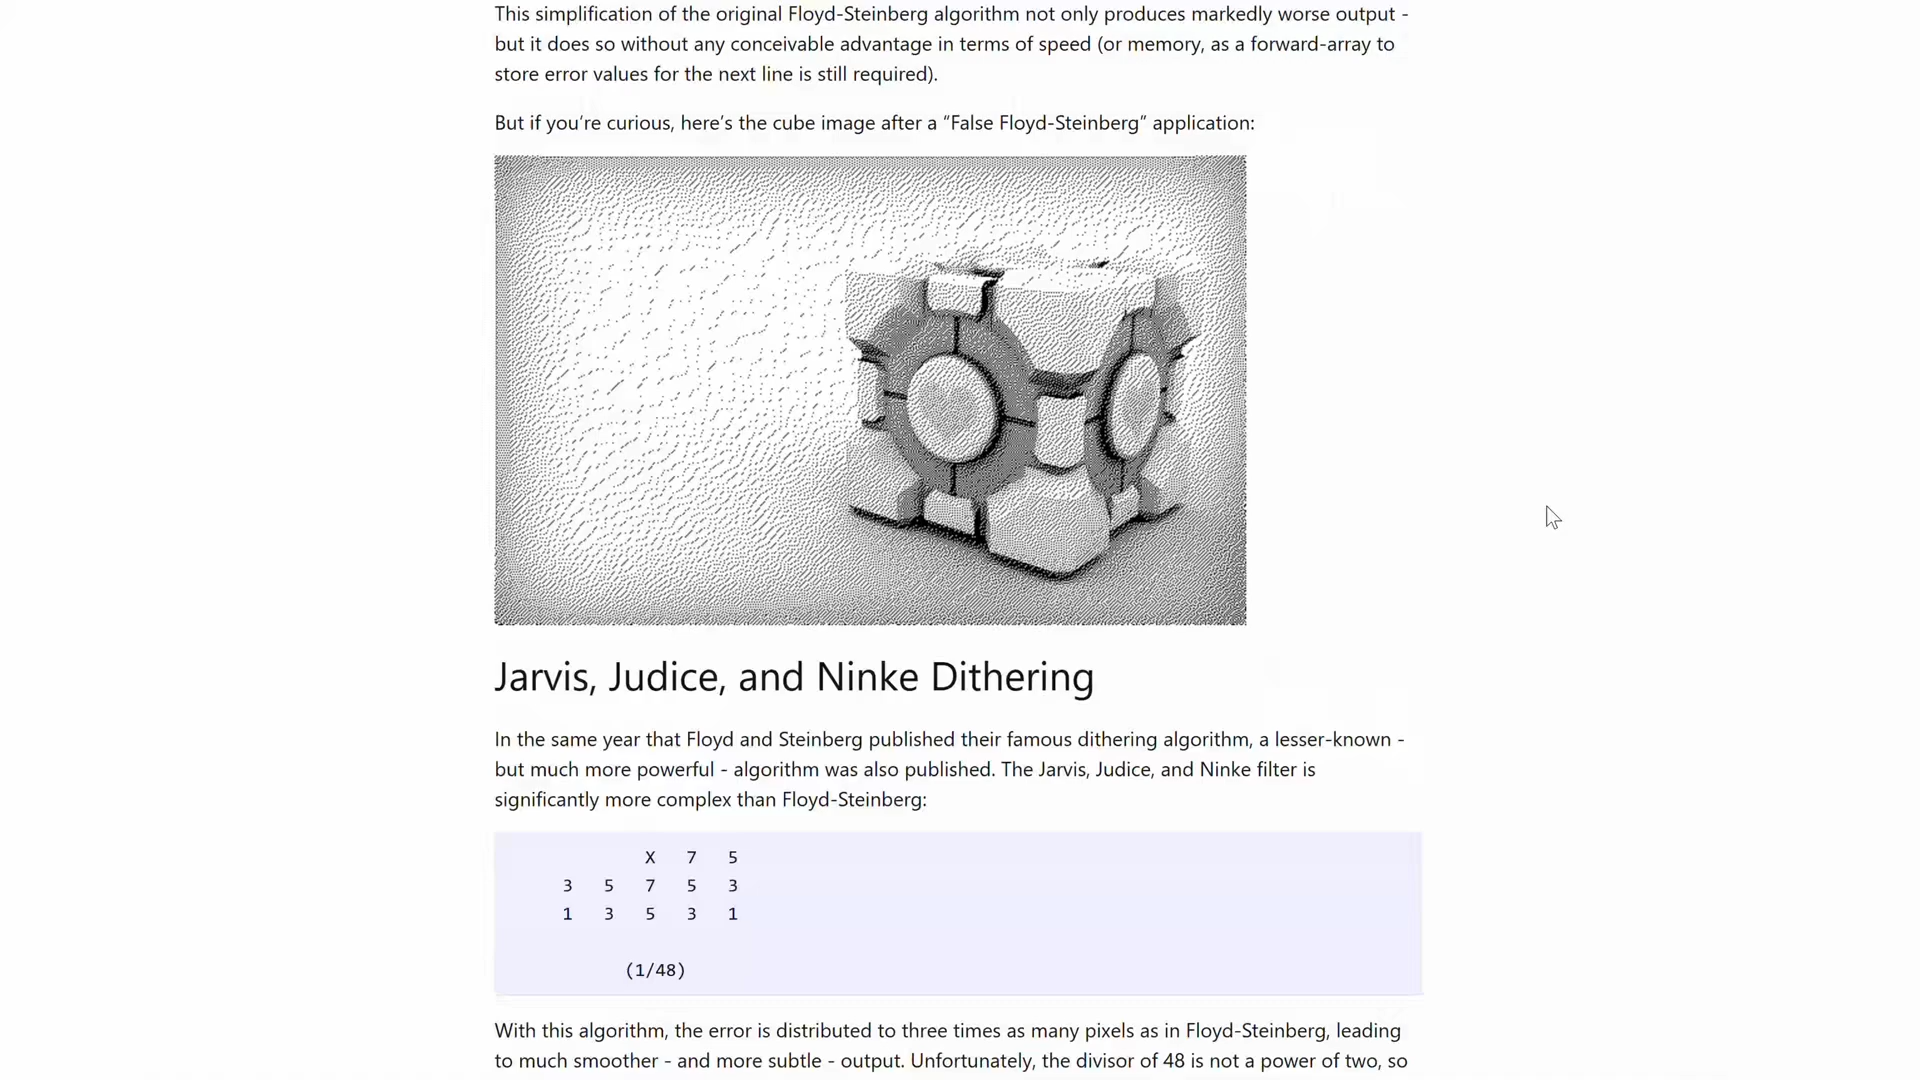 This simplification of the original Floyd-Steinberg algorithm not only produces markedly worse output -
but it does so without any conceivable advantage in terms of speed (or memory, as a forward-array to
store error values for the next line is still required).
But if you're curious, here's the cube image after a “False Floyd-Steinberg” application:
Jarvis, Judice, and Ninke Dithering
In the same year that Floyd and Steinberg published their famous dithering algorithm, a lesser-known -
but much more powerful - algorithm was also published. The Jarvis, Judice, and Ninke filter is
significantly more complex than Floyd-Steinberg:
X 7 5
3 5 7 5 3
1 3 5 3 1
(1/48)
With this algorithm, the error is distributed to three times as many pixels as in Floyd-Steinberg, leading
to much smoother - and more subtle - output. Unfortunately, the divisor of 48 is not a power of two, so